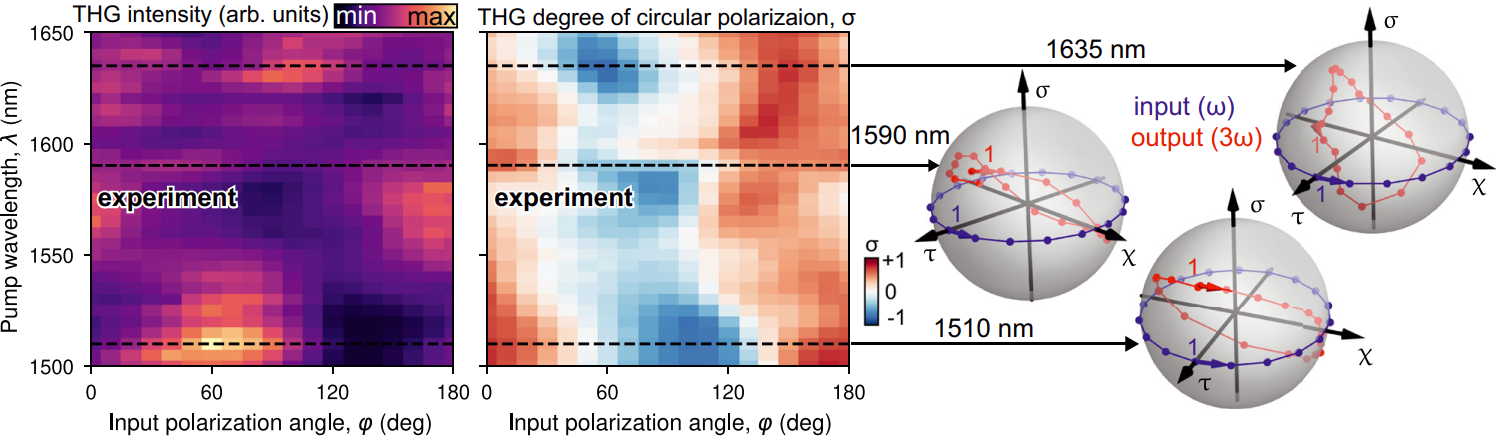 THG intensity (arb. units) min max
THG degree of circular polarizaion, σ
Pump wavelength, λ (nm)
1650
1600
1550
1500
experiment
0 60 120 180
Input polarization angle, φ (deg)
experiment
0 60 120 180
Input polarization angle, φ (deg)
σ
+1
0
-1
1635 nm
1590 nm
1510 nm
input (ω)
output (3ω)
σ
1
1
τ
χ
σ
1
1
τ
χ
σ
1
1
τ
χ